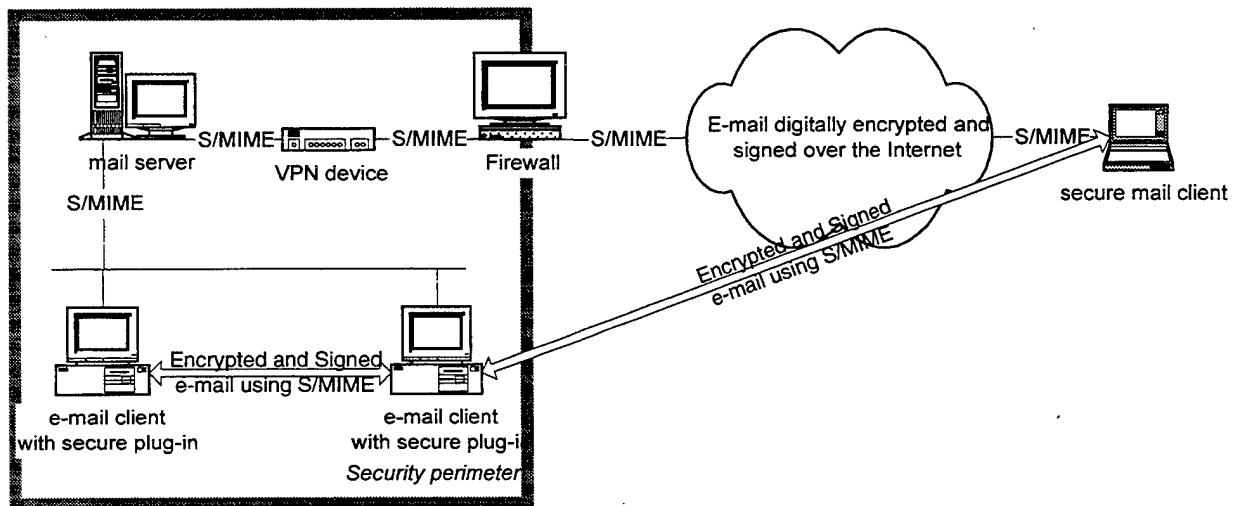 S/MIME
S/MIME
S/MIME
E-mail digitally encrypted and
signed over the Internet
S/MIME
mail server
VPN device
Firewall
secure mail client
S/MIME
Encrypted and Signed
e-mail using S/MIME
Encrypted and Signed
e-mail using S/MIME
e-mail client
with secure plug-in
e-mail client
with secure plug-i
Security perimeter